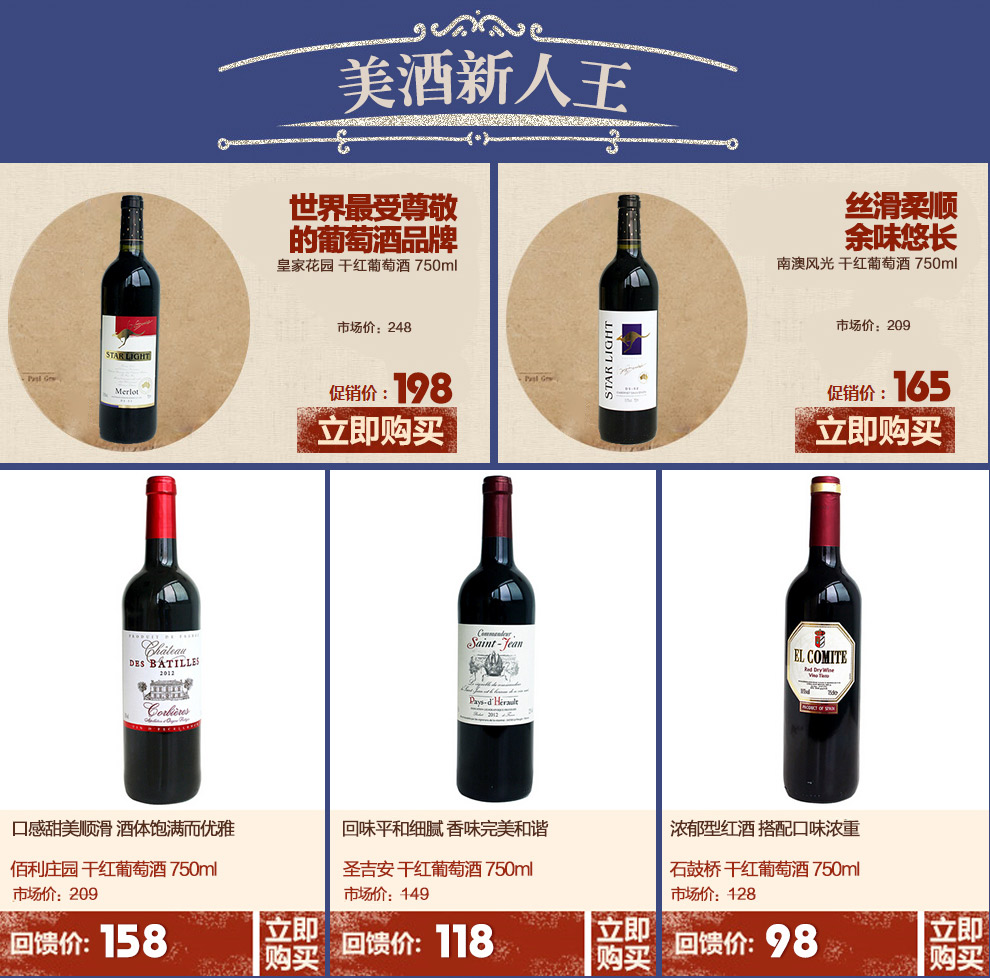 美酒新人王
世界最受尊敬
的葡萄酒品牌
皇家花园 干红葡萄酒 750ml
市场价：248
促销价：198
立即购买
STAR LIGHT
Merlot
丝滑柔顺
余味悠长
南澳风光 干红葡萄酒 750ml
市场价：209
促销价：165
立即购买
STAR LIGHT
PRODUIT DE FRANCE
Château
DES BATILLES
2012
Corbières
口感甜美顺滑 酒体饱满而优雅
佰利庄园 干红葡萄酒 750ml
市场价：209
回馈价: 158
立即
购买
Commandeur
Saint-Jean
Pays-d'Hérault
2012
回味平和细腻 香味完美和谐
圣吉安 干红葡萄酒 750ml
市场价：149
回馈价: 118
立即
购买
EL COMITE
Red Dry Wine
Vino Tinto
PRODUCT OF SPAIN
浓郁型红酒 搭配口味浓重
石鼓桥 干红葡萄酒 750ml
市场价：128
回馈价: 98
立即
购买